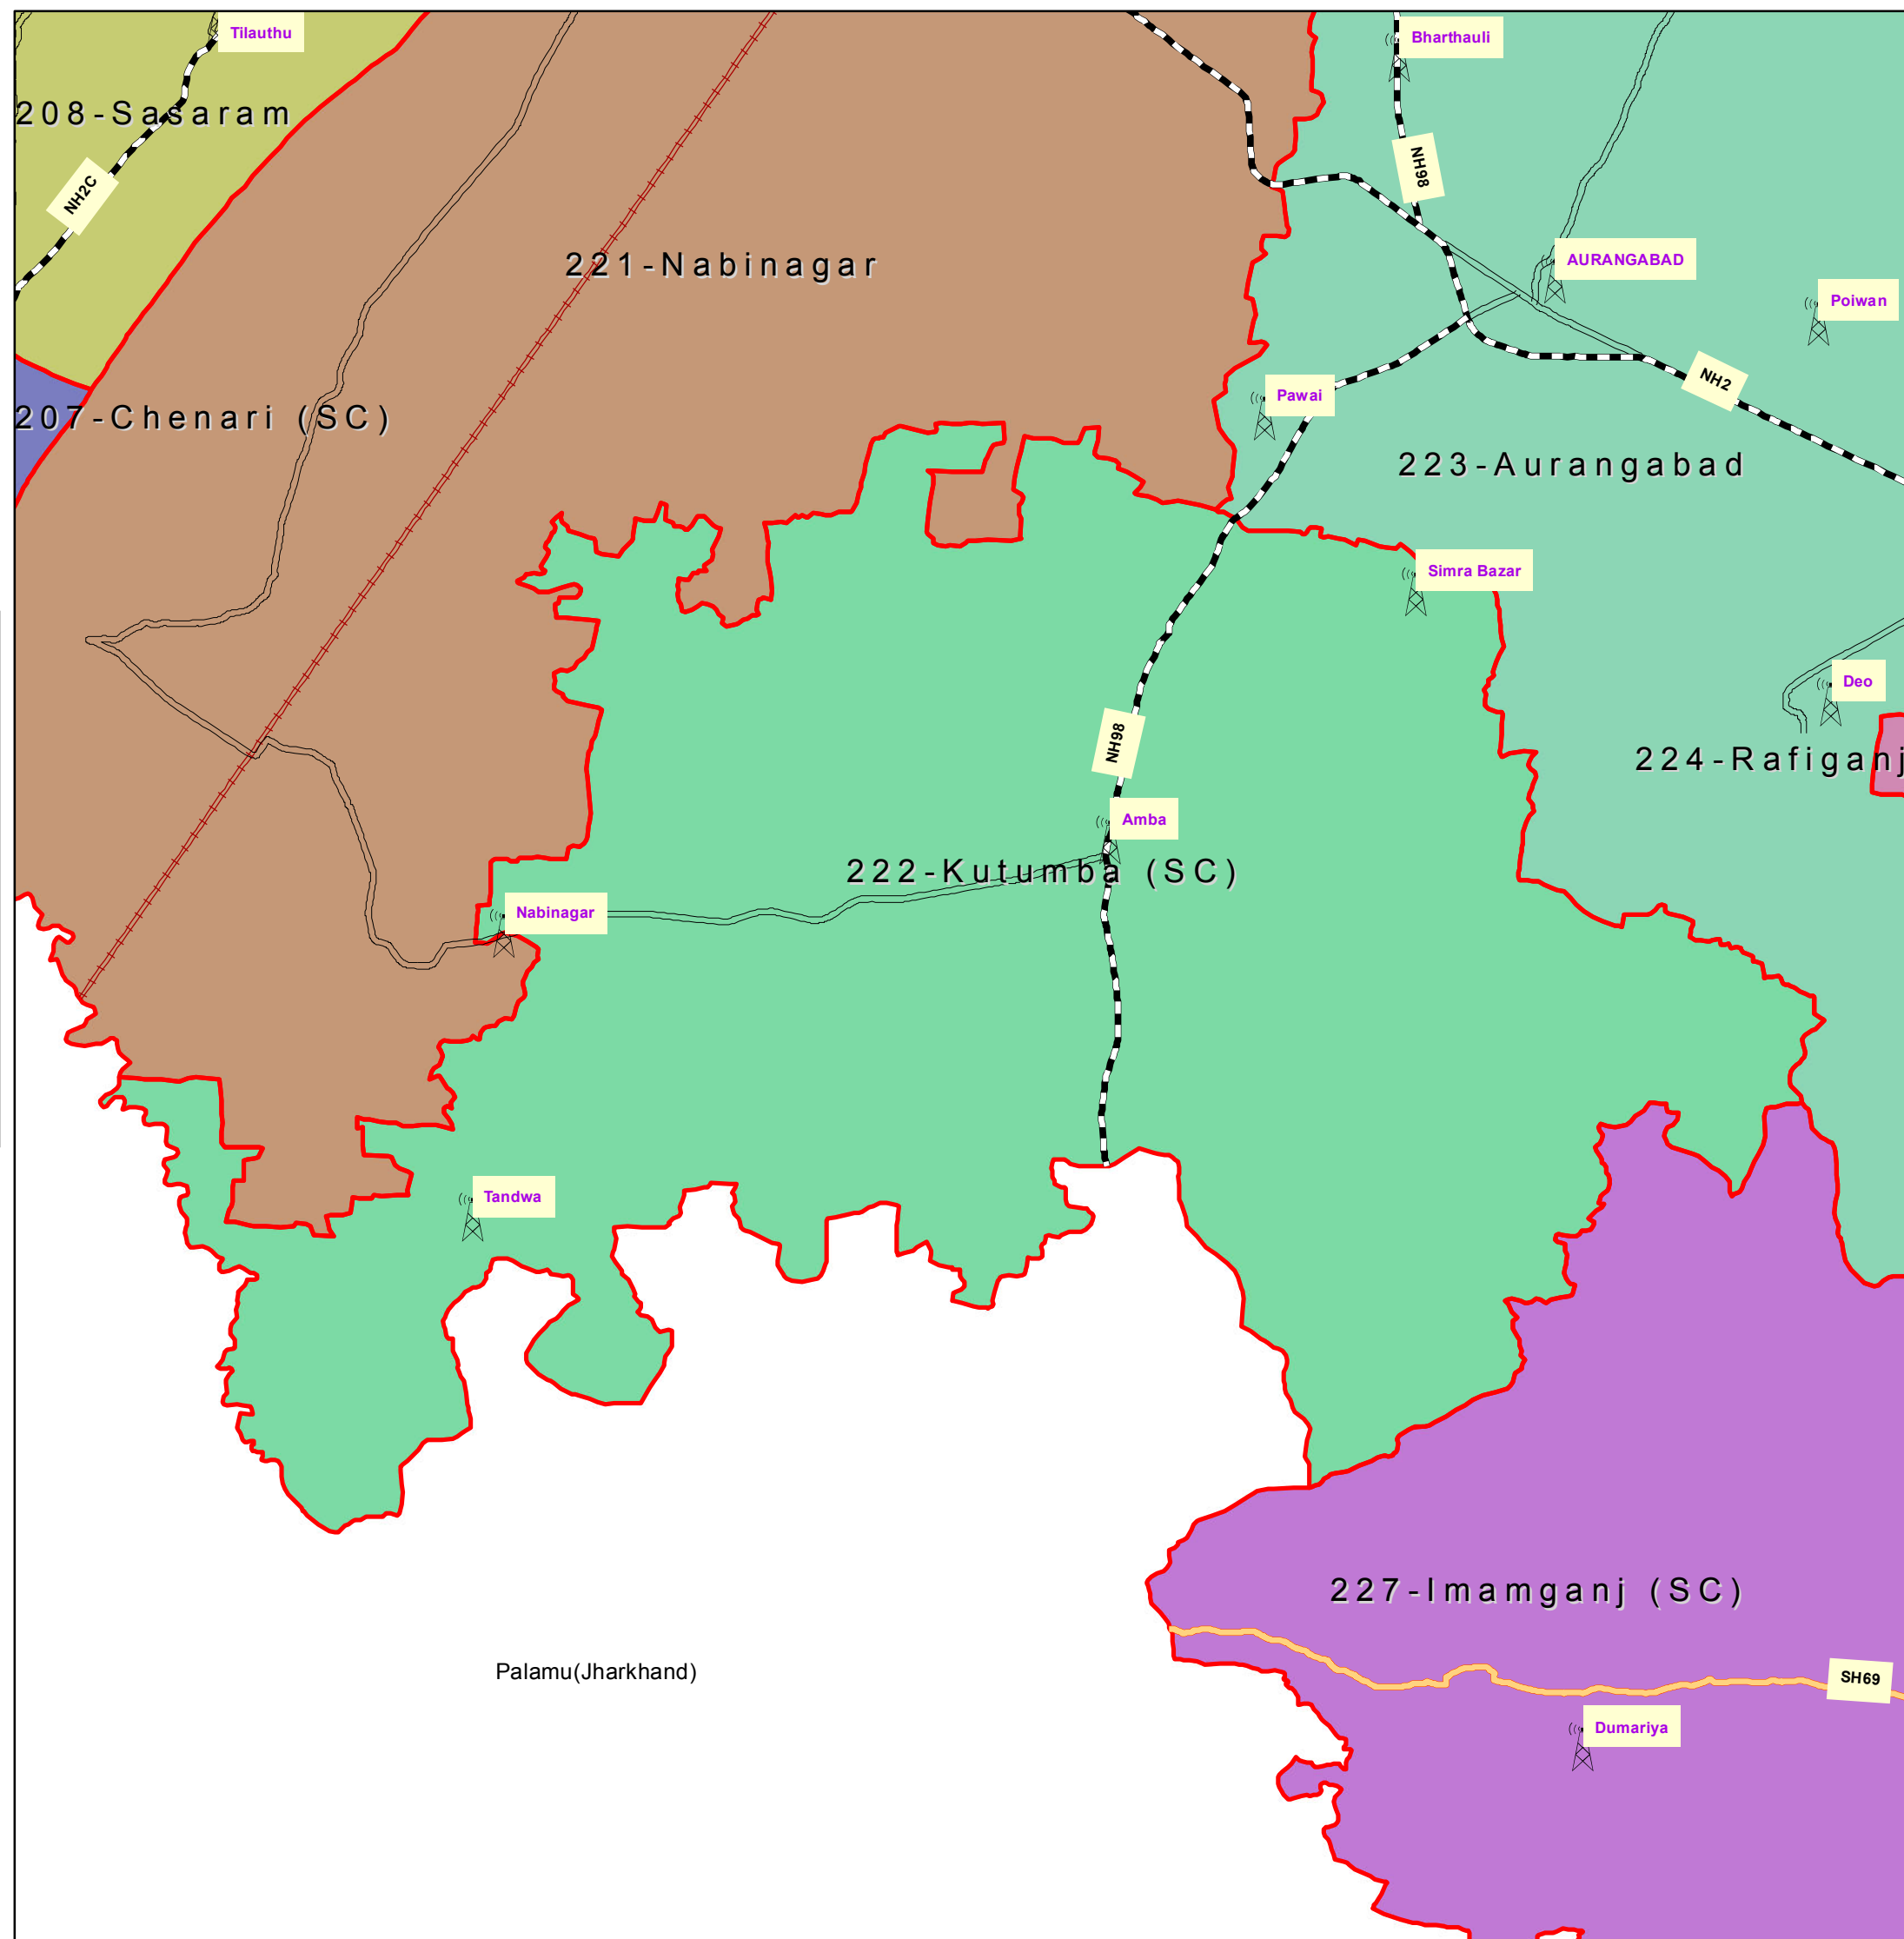 Tilauthu
Bharthauli
208-Sasaram
NH98
NH2C
221-Nabinagar
AURANGABAD
Poiwan
NH2
Pawai
207-Chenari (SC)
223-Aurangabad
Simra Bazar
Deo
NH98
224-Rafiganj
Amba
222-Kutumba (SC)
Nabinagar
Tandwa
227-Imamganj (SC)
Palamu(Jharkhand)
SH69
Dumariya